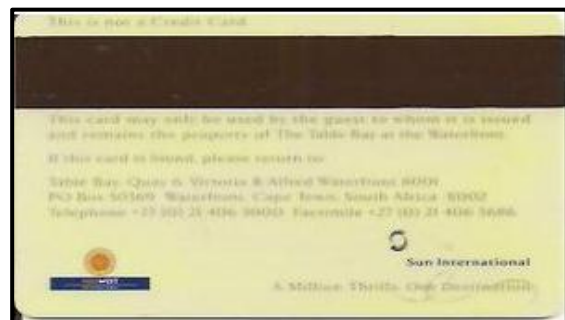 This is not a Credit Card
This card may only be used by the guest to whom it is issued
and remains the property of The Table Bay at the Waterfront.
If this card is found, please return to:
Table Bay, Quay 6, Victoria & Alfred Waterfront 8001
PO Box 50369 Waterfront, Cape Town, South Africa 8002
Telephone +27 (0) 21 406 5000 Facsimile +27 (0) 21 406 5686
Sun International
A Million Thrills. One Destination